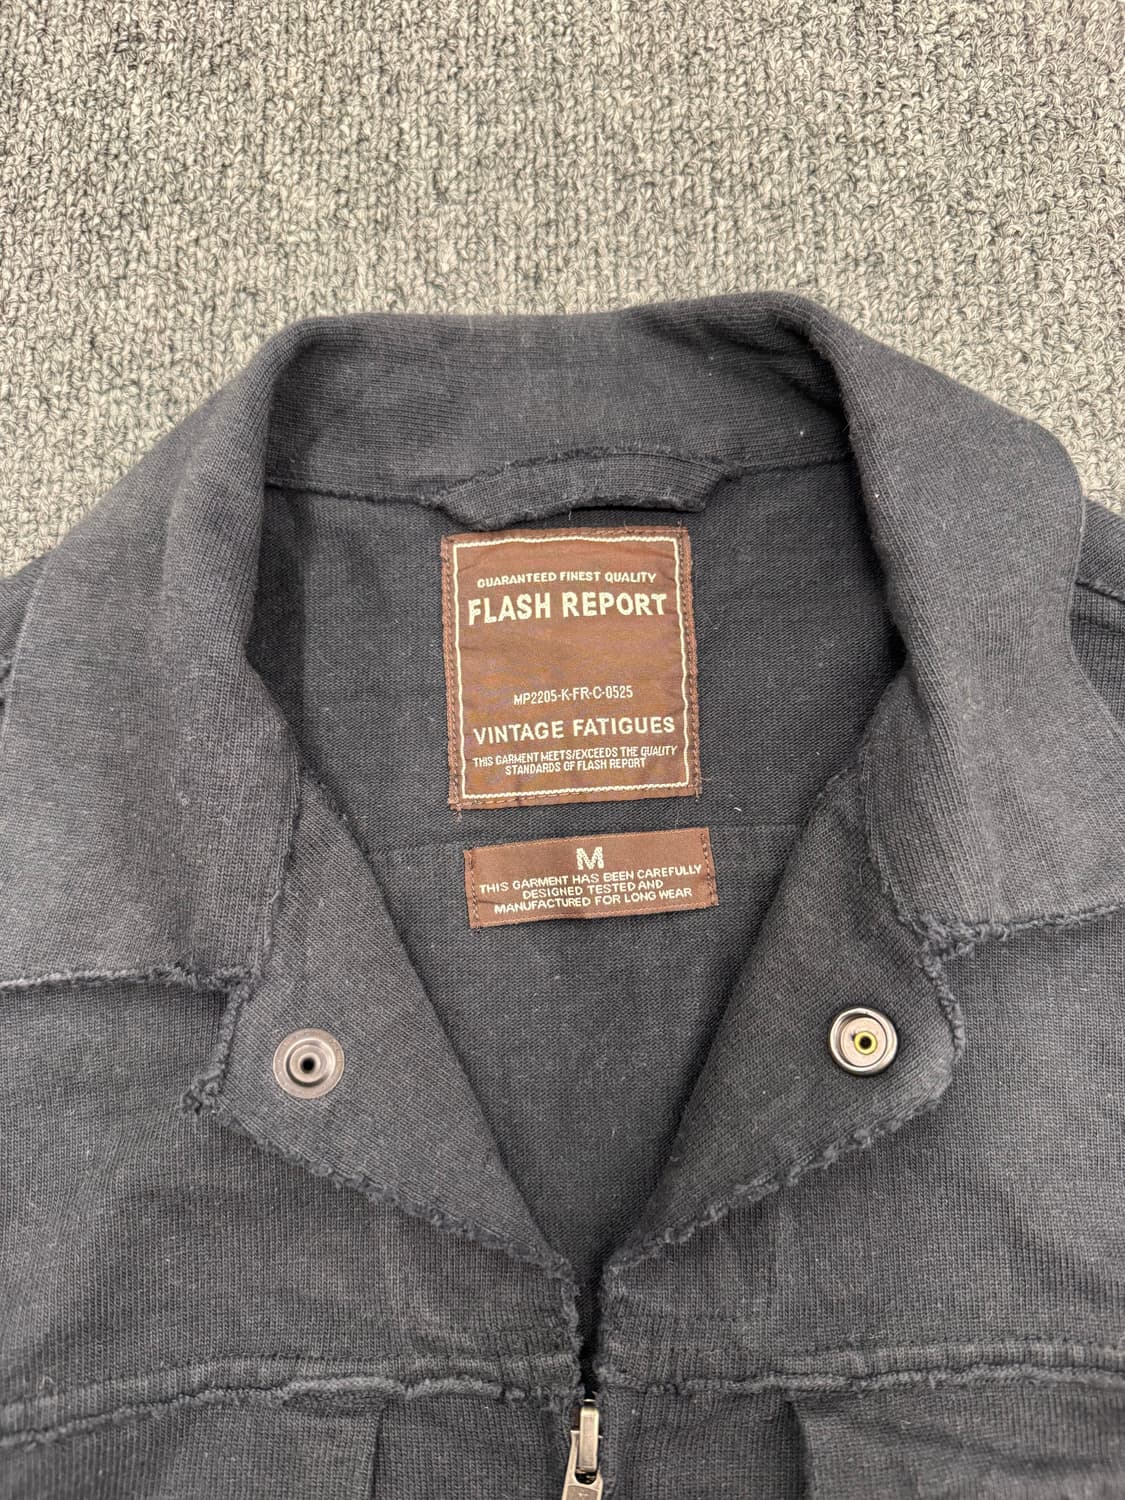 GUARANTEED FINEST QUALITY
FLASH REPORT
MP2205-K-FR-C-0525
VINTAGE FATIGUES
THIS GARMENT MEETS/EXCEEDS THE QUALITY
STANDARDS OF FLASH REPORT
M
THIS GARMENT HAS BEEN CAREFULLY
DESIGNED TESTED AND
MANUFACTURED FOR LONG WEAR